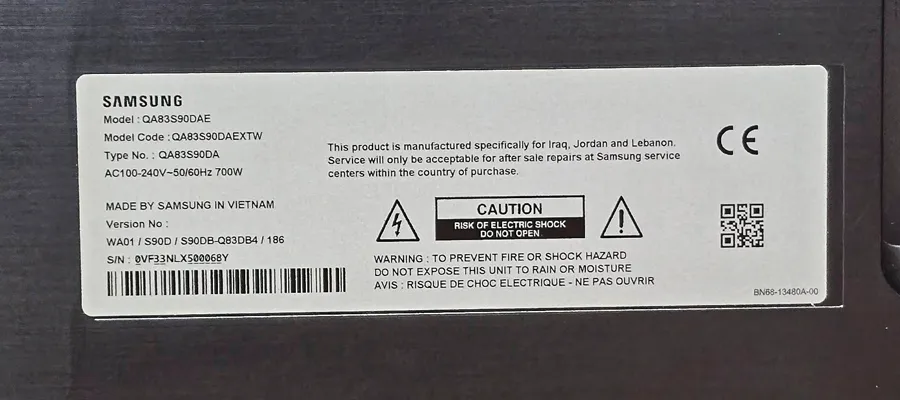 SAMSUNG
Model : QA83S90DAE
Model Code : QA83S90DAEXTW
Type No. : QA83S90DA
AC100-240V~50/60Hz 700W
MADE BY SAMSUNG IN VIETNAM
Version No :
WA01 / S90D / S90DB-Q83DB4 / 186
S/N : 0VF33NLX500068Y
This product is manufactured specifically for Iraq, Jordan and Lebanon.
Service will only be acceptable for after sale repairs at Samsung service
centers within the country of purchase.
CAUTION
RISK OF ELECTRIC SHOCK
DO NOT OPEN
WARNING : TO PREVENT FIRE OR SHOCK HAZARD
DO NOT EXPOSE THIS UNIT TO RAIN OR MOISTURE
AVIS : RISQUE DE CHOC ELECTRIQUE - NE PAS OUVRIR
CE
BN68-13480A-00